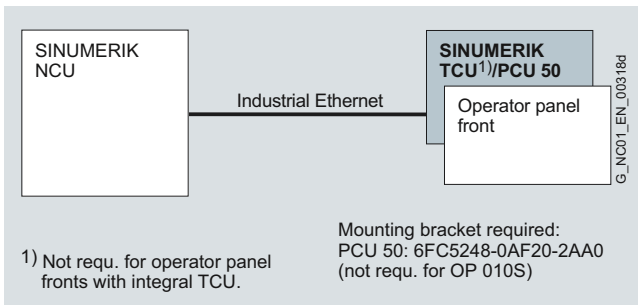 SINUMERIK
NCU
Industrial Ethernet
SINUMERIK
TCU1)/PCU 50
Operator panel
front
G_NC01_EN_00318d
1) Not requ. for operator panel
fronts with integral TCU.
Mounting bracket required:
PCU 50: 6FC5248-0AF20-2AA0
(not requ. for OP 010S)